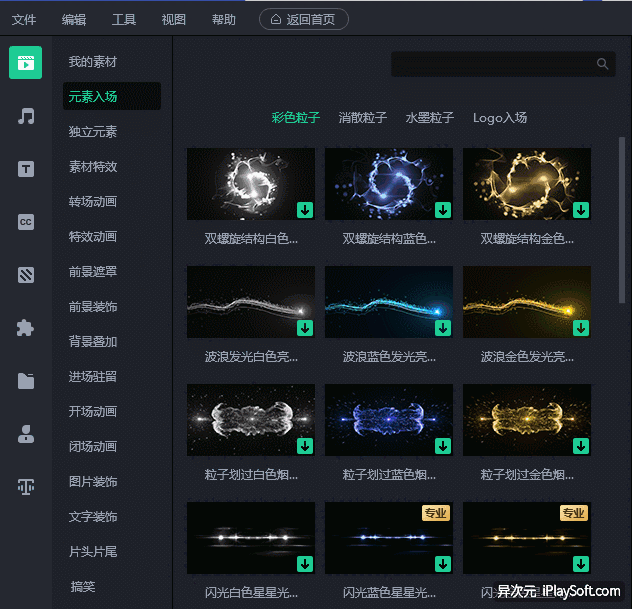 文件 编辑 工具 视图 帮助 返回首页
我的素材
元素入场
独立元素
素材特效
转场动画
特效动画
前景遮罩
前景装饰
背景叠加
进场驻留
开场动画
闭场动画
图片装饰
文字装饰
片头片尾
搞笑
T
CC
T
彩色粒子 消散粒子 水墨粒子 Logo入场
双螺旋结构白色... 双螺旋结构蓝色... 双螺旋结构金色...
波浪发光白色亮... 波浪蓝色发光亮... 波浪金色发光亮...
粒子划过白色烟... 粒子划过蓝色烟... 粒子划过金色烟...
专业 专业
闪光白色星星光... 闪光蓝色星星光...
异次元 iPlaySoft.com